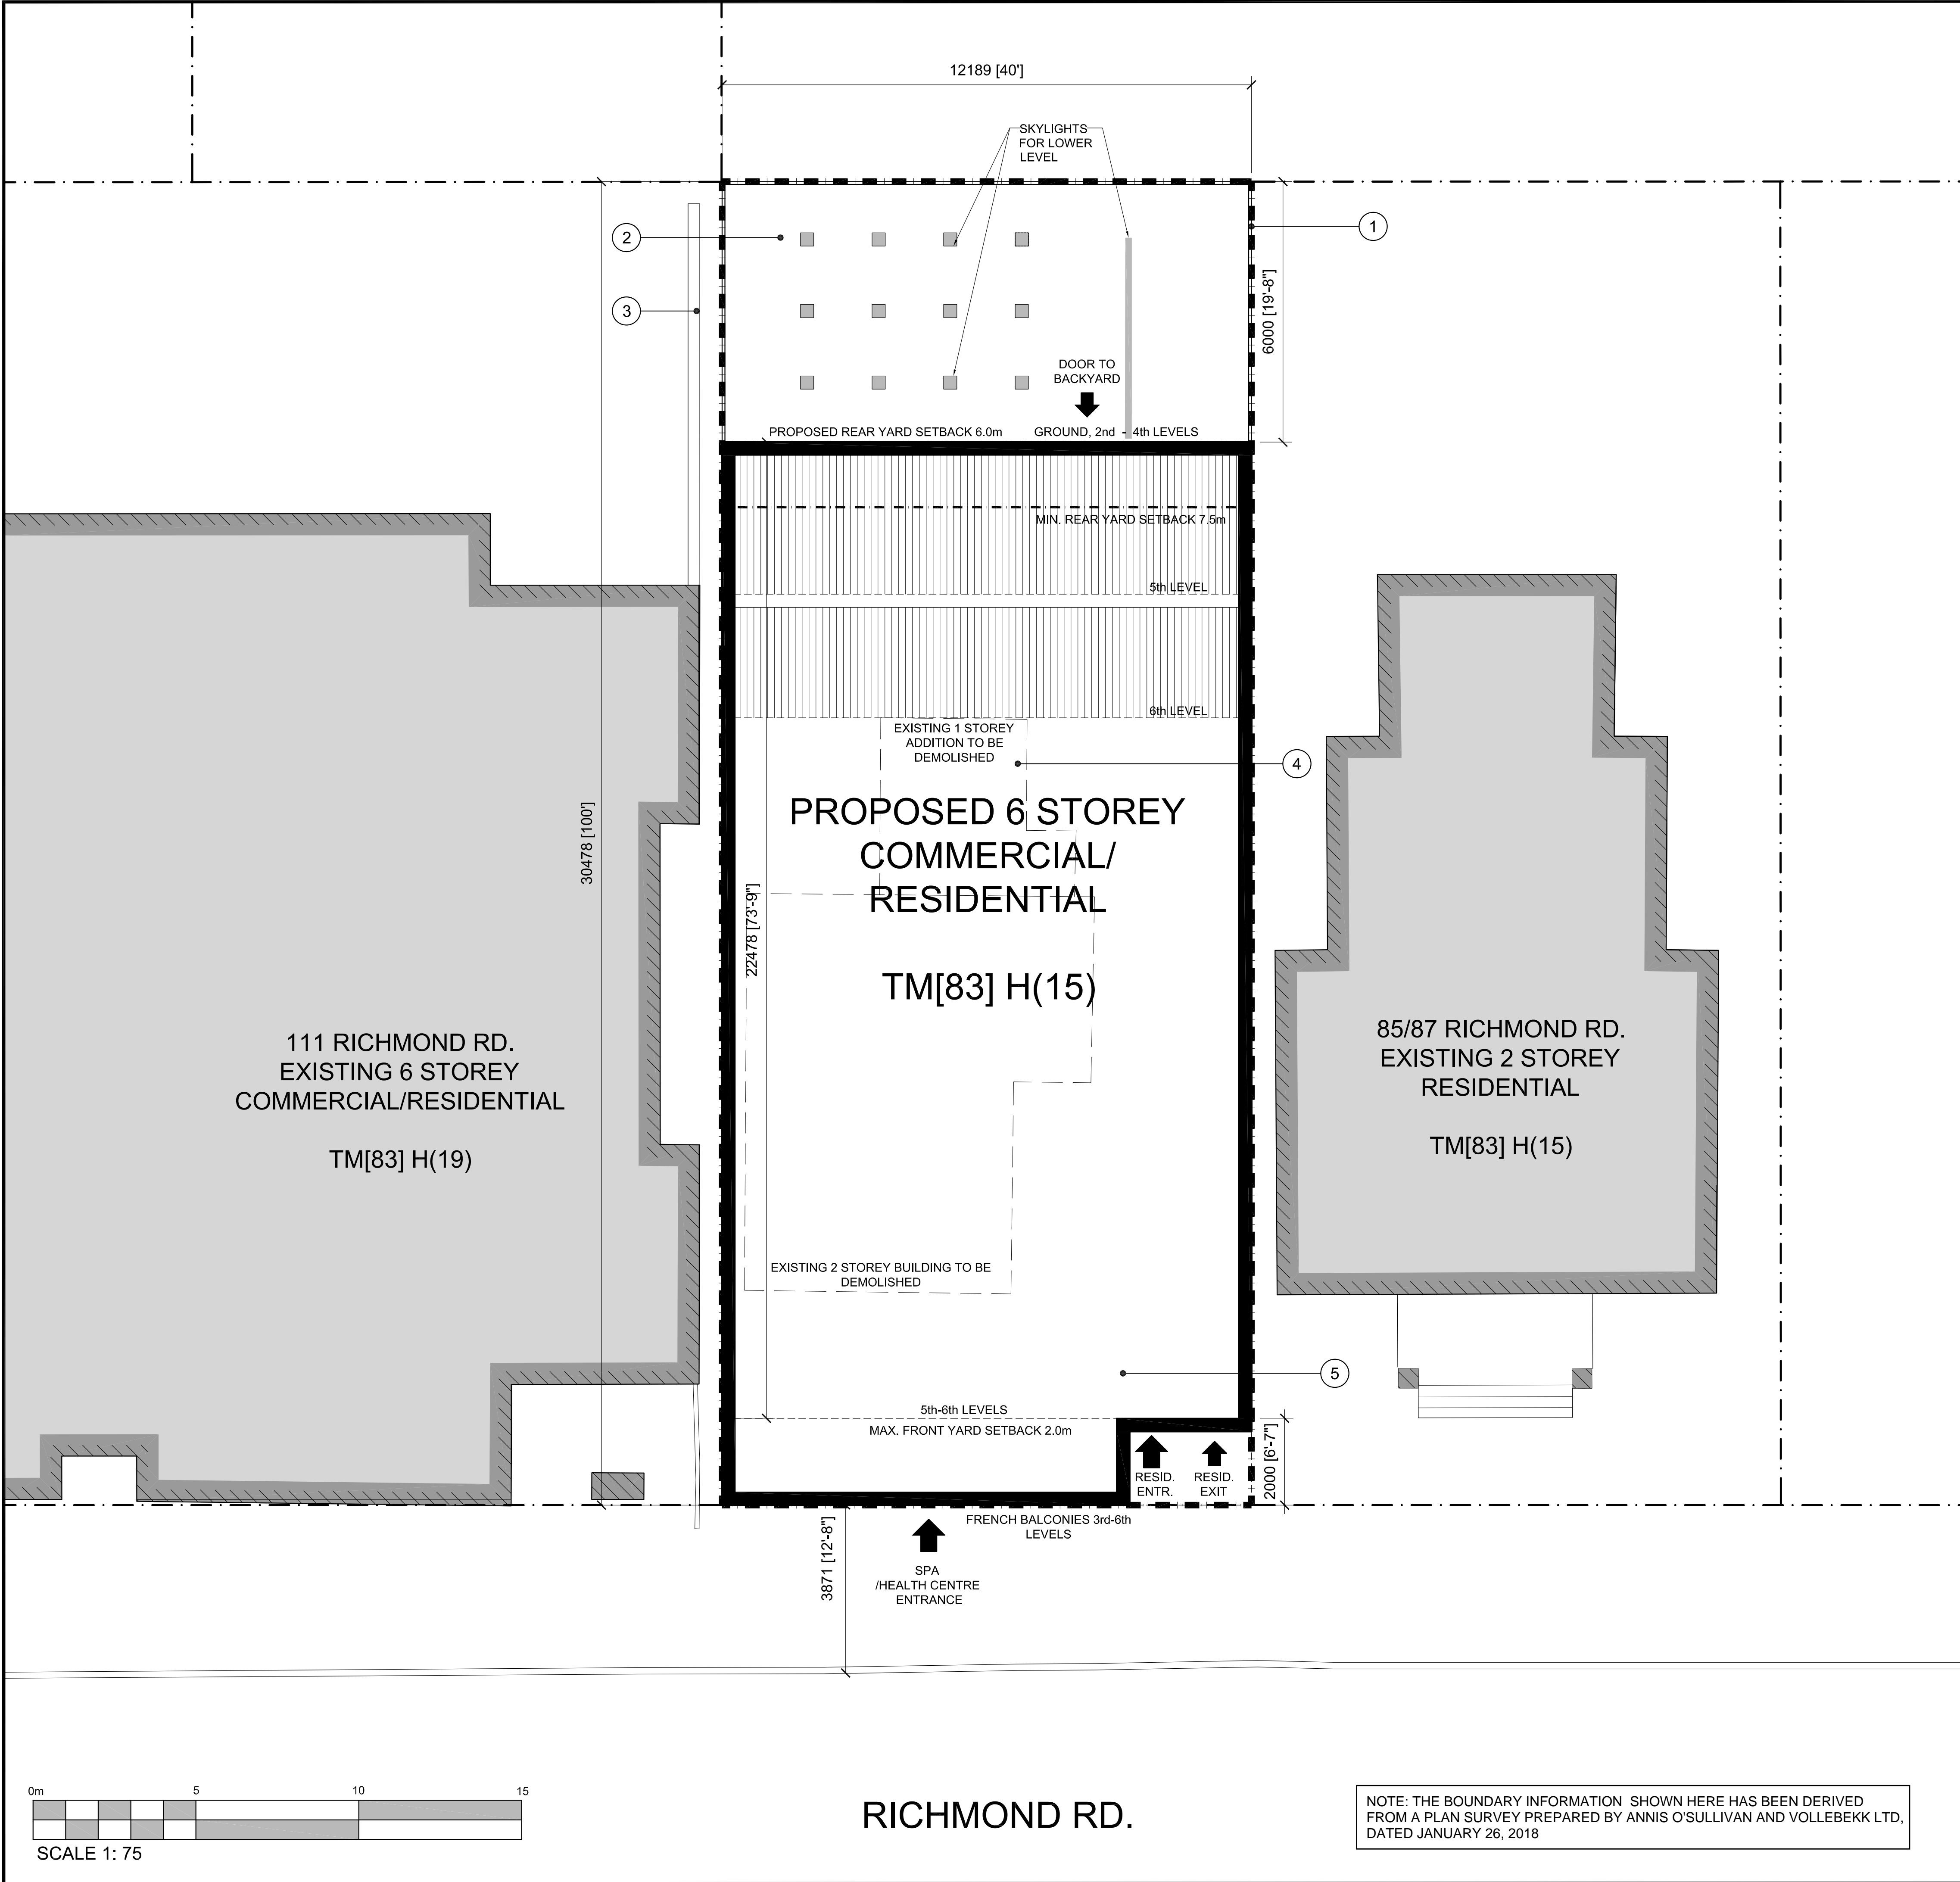 12189 [40']
SKYLIGHTS
FOR LOWER
LEVEL
2
1
3
6000 [19'-8"]
DOOR TO
BACKYARD
PROPOSED REAR YARD SETBACK 6.0m
GROUND, 2nd - 4th LEVELS
MIN. REAR YARD SETBACK 7.5m
5th LEVEL
6th LEVEL
EXISTING 1 STOREY
ADDITION TO BE
DEMOLISHED
4
PROPOSED 6 STOREY
COMMERCIAL/
RESIDENTIAL
TM[83] H(15)
30478 [100']
22478 [73'-9"]
111 RICHMOND RD.
EXISTING 6 STOREY
COMMERCIAL/RESIDENTIAL
TM[83] H(19)
85/87 RICHMOND RD.
EXISTING 2 STOREY
RESIDENTIAL
TM[83] H(15)
EXISTING 2 STOREY BUILDING TO BE
DEMOLISHED
5
5th-6th LEVELS
MAX. FRONT YARD SETBACK 2.0m
RESID.
ENTR.
RESID.
EXIT
2000 [6'-7"]
FRENCH BALCONIES 3rd-6th
LEVELS
3871 [12'-8"]
SPA
/HEALTH CENTRE
ENTRANCE
0m 5 10 15
SCALE 1: 75
RICHMOND RD.
NOTE: THE BOUNDARY INFORMATION SHOWN HERE HAS BEEN DERIVED
FROM A PLAN SURVEY PREPARED BY ANNIS O'SULLIVAN AND VOLLEBEKK LTD,
DATED JANUARY 26, 2018